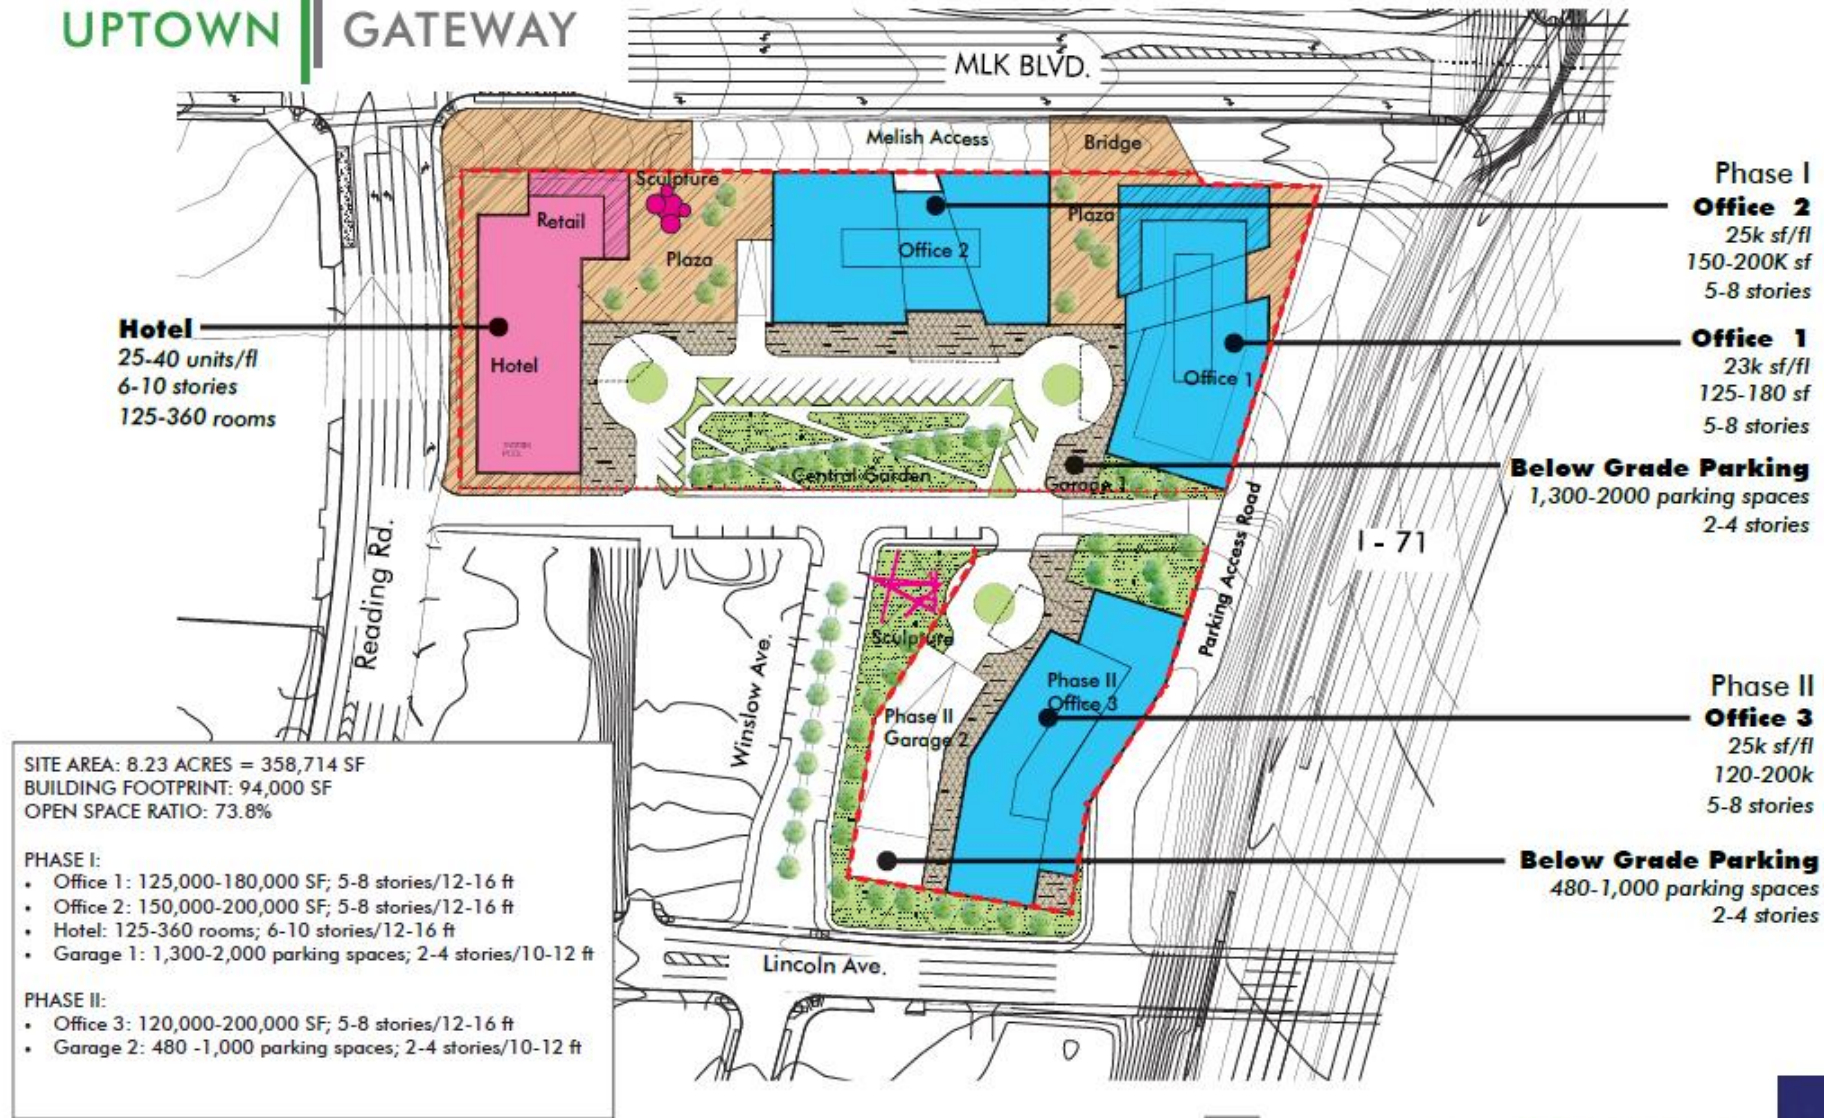 UPTOWN GATEWAY
MLK BLVD.
Melish Access
Bridge
Sculpture
Retail
Plaza
Plaza
Office 2
Hotel
Office 1
Central Garden
Garage 1
Hotel
25-40 units/fl
6-10 stories
125-360 rooms
Phase I
Office 2
25k sf/fl
150-200K sf
5-8 stories
Office 1
23k sf/fl
125-180 sf
5-8 stories
Below Grade Parking
1,300-2000 parking spaces
2-4 stories
Reading Rd.
Winslow Ave.
Parking Access Road
I - 71
Sculpture
Phase II
Garage 2
Phase II
Office 3
Phase II
Office 3
25k sf/fl
120-200k
5-8 stories
Below Grade Parking
480-1,000 parking spaces
2-4 stories
Lincoln Ave.
SITE AREA: 8.23 ACRES = 358,714 SF
BUILDING FOOTPRINT: 94,000 SF
OPEN SPACE RATIO: 73.8%
PHASE I:
• Office 1: 125,000-180,000 SF; 5-8 stories/12-16 ft
• Office 2: 150,000-200,000 SF; 5-8 stories/12-16 ft
• Hotel: 125-360 rooms; 6-10 stories/12-16 ft
• Garage 1: 1,300-2,000 parking spaces; 2-4 stories/10-12 ft
PHASE II:
• Office 3: 120,000-200,000 SF; 5-8 stories/12-16 ft
• Garage 2: 480 -1,000 parking spaces; 2-4 stories/10-12 ft